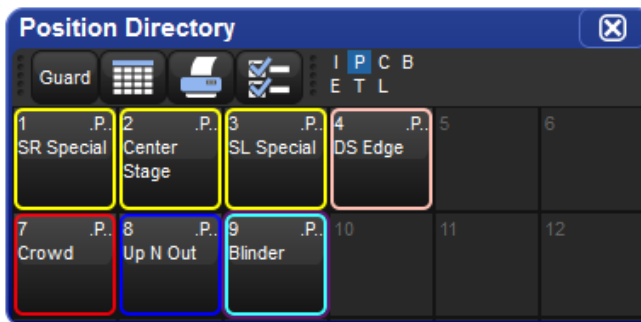 Position Directory
Guard
I P C B
E T L
1 .P.. 2 .P.. 3 .P.. 4 .P.. 5 6
SR Special Center Stage SL Special DS Edge
7 .P.. 8 .P.. 9 .P.. 10 11 12
Crowd Up N Out Blinder